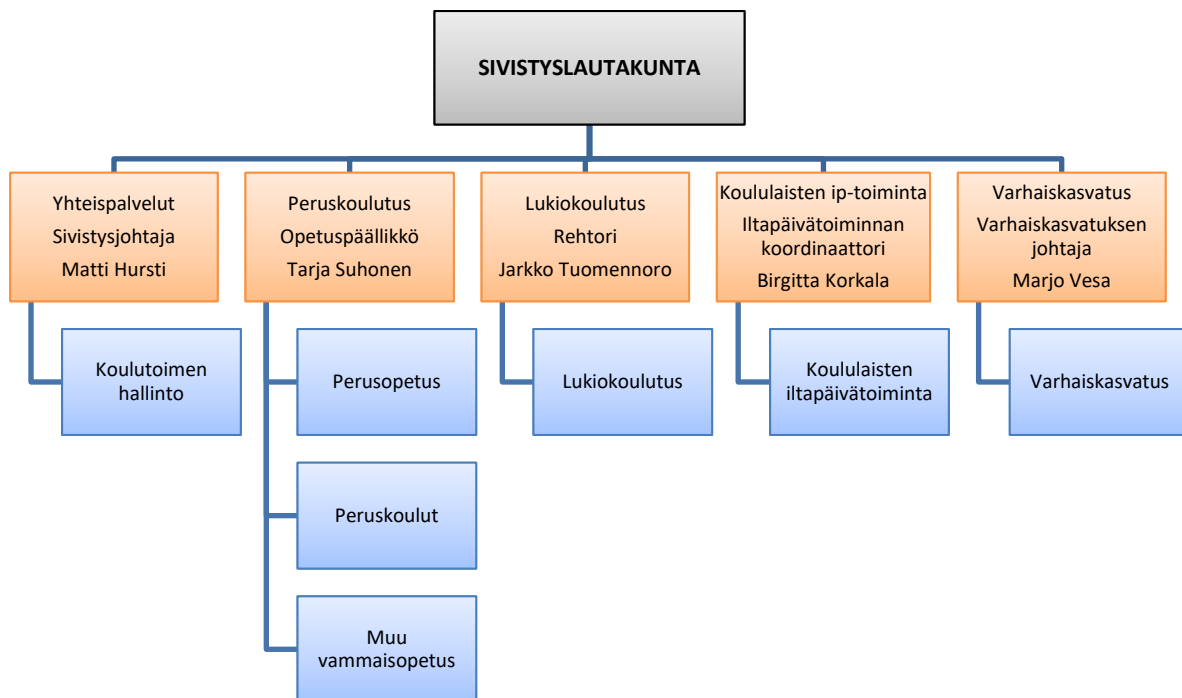 SIVISTYSLAUTAKUNTA
Yhteispalvelut
Sivistysjohtaja
Matti Hursti
Peruskoulutus
Opetuspäällikkö
Tarja Suhonen
Lukiokoulutus
Rehtori
Jarkko Tuomennoro
Koululaisten ip-toiminta
Iltapäivätoiminnan
koordinaattori
Birgitta Korkala
Varhaiskasvatus
Varhaiskasvatuksen
johtaja
Marjo Vesa
Koulutoimen
hallinto
Perusopetus
Lukiokoulutus
Koululaisten
iltapäivätoiminta
Varhaiskasvatus
Peruskoulut
Muu
vammaisopetus